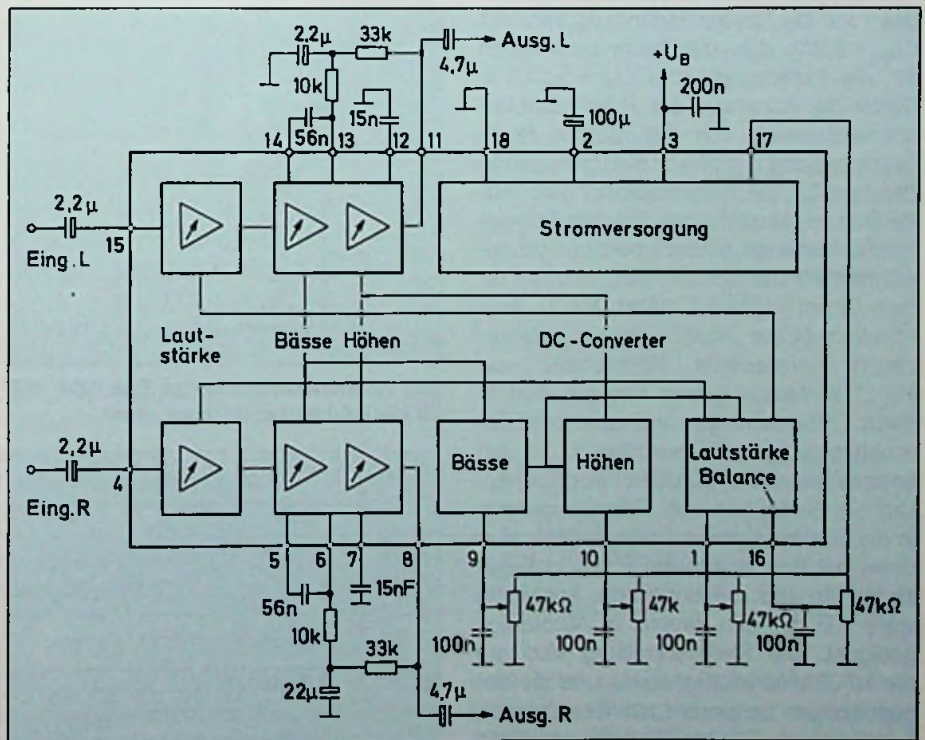 2,2μ
33k
4,7μ
Ausg. L
10k
56n
15n
+U_B
200n
100μ
14 13 12 11 18 2 3 17
2,2μ
Eing. L
15
Stromversorgung
Laut-
stärke
Bässe Höhen
DC-Converter
2,2μ
Eing. R
4
Bässe
Höhen
Lautstärke
Balance
5 6 7 8 9 10 1 16
56n
15nF
10k
33k
22μ
4,7μ
Ausg. R
47kΩ
100n
47k
100n
47kΩ
100n
47kΩ
100n